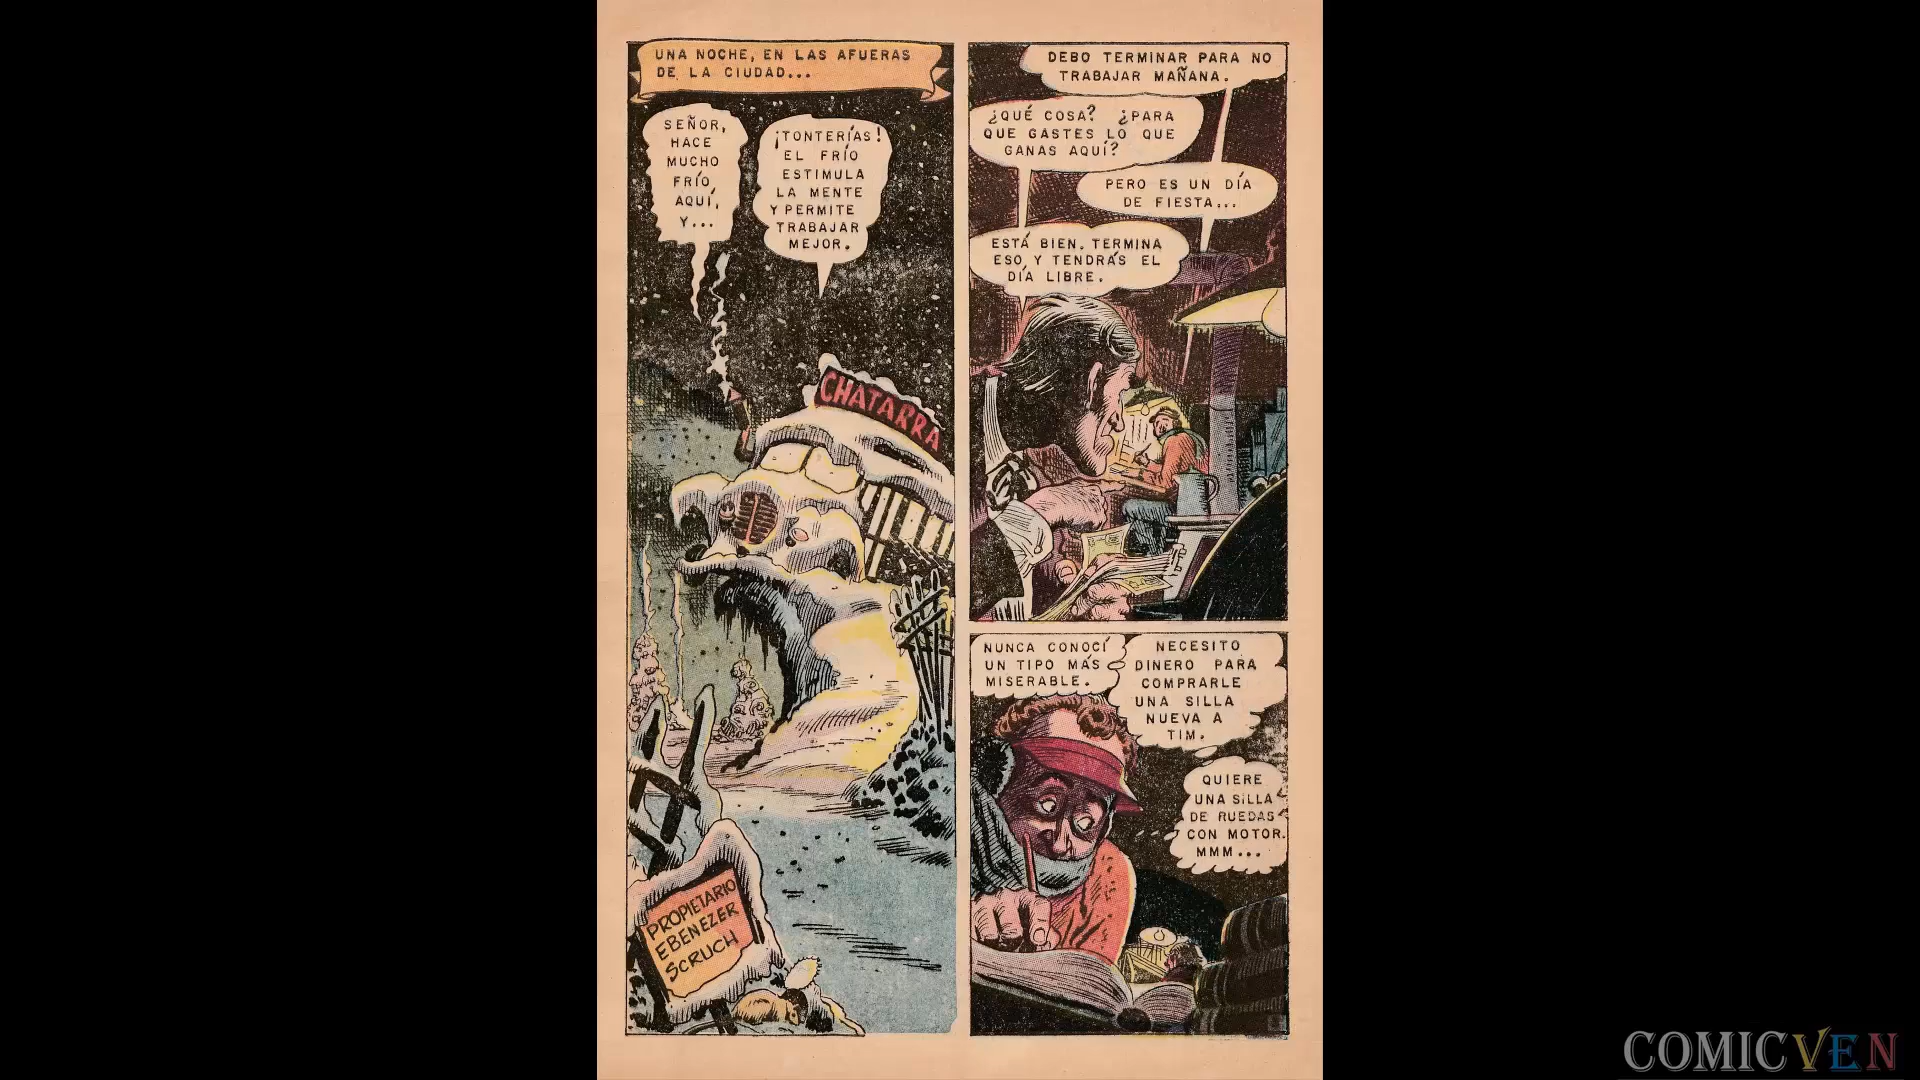 UNA NOCHE, EN LAS AFUERAS
DE LA CIUDAD...
SEÑOR,
HACE
MUCHO
FRÍO
AQUÍ,
Y...
¡TONTERÍAS!
EL FRÍO
ESTIMULA
LA MENTE
Y PERMITE
TRABAJAR
MEJOR.
CHATARRA
PROPIETARIO
EBENEZER
SCRUCH
DEBO TERMINAR PARA NO
TRABAJAR MAÑANA.
¿QUÉ COSA? ¿PARA
QUE GASTES LO QUE
GANAS AQUÍ?
PERO ES UN DÍA
DE FIESTA...
ESTÁ BIEN. TERMINA
ESO Y TENDRÁS EL
DÍA LIBRE.
NUNCA CONOCÍ
UN TIPO MÁS
MISERABLE.
NECESITO
DINERO PARA
COMPRARLE
UNA SILLA
NUEVA A
TIM.
QUIERE
UNA SILLA
DE RUEDAS
CON MOTOR.
MMM...
COMICVEN